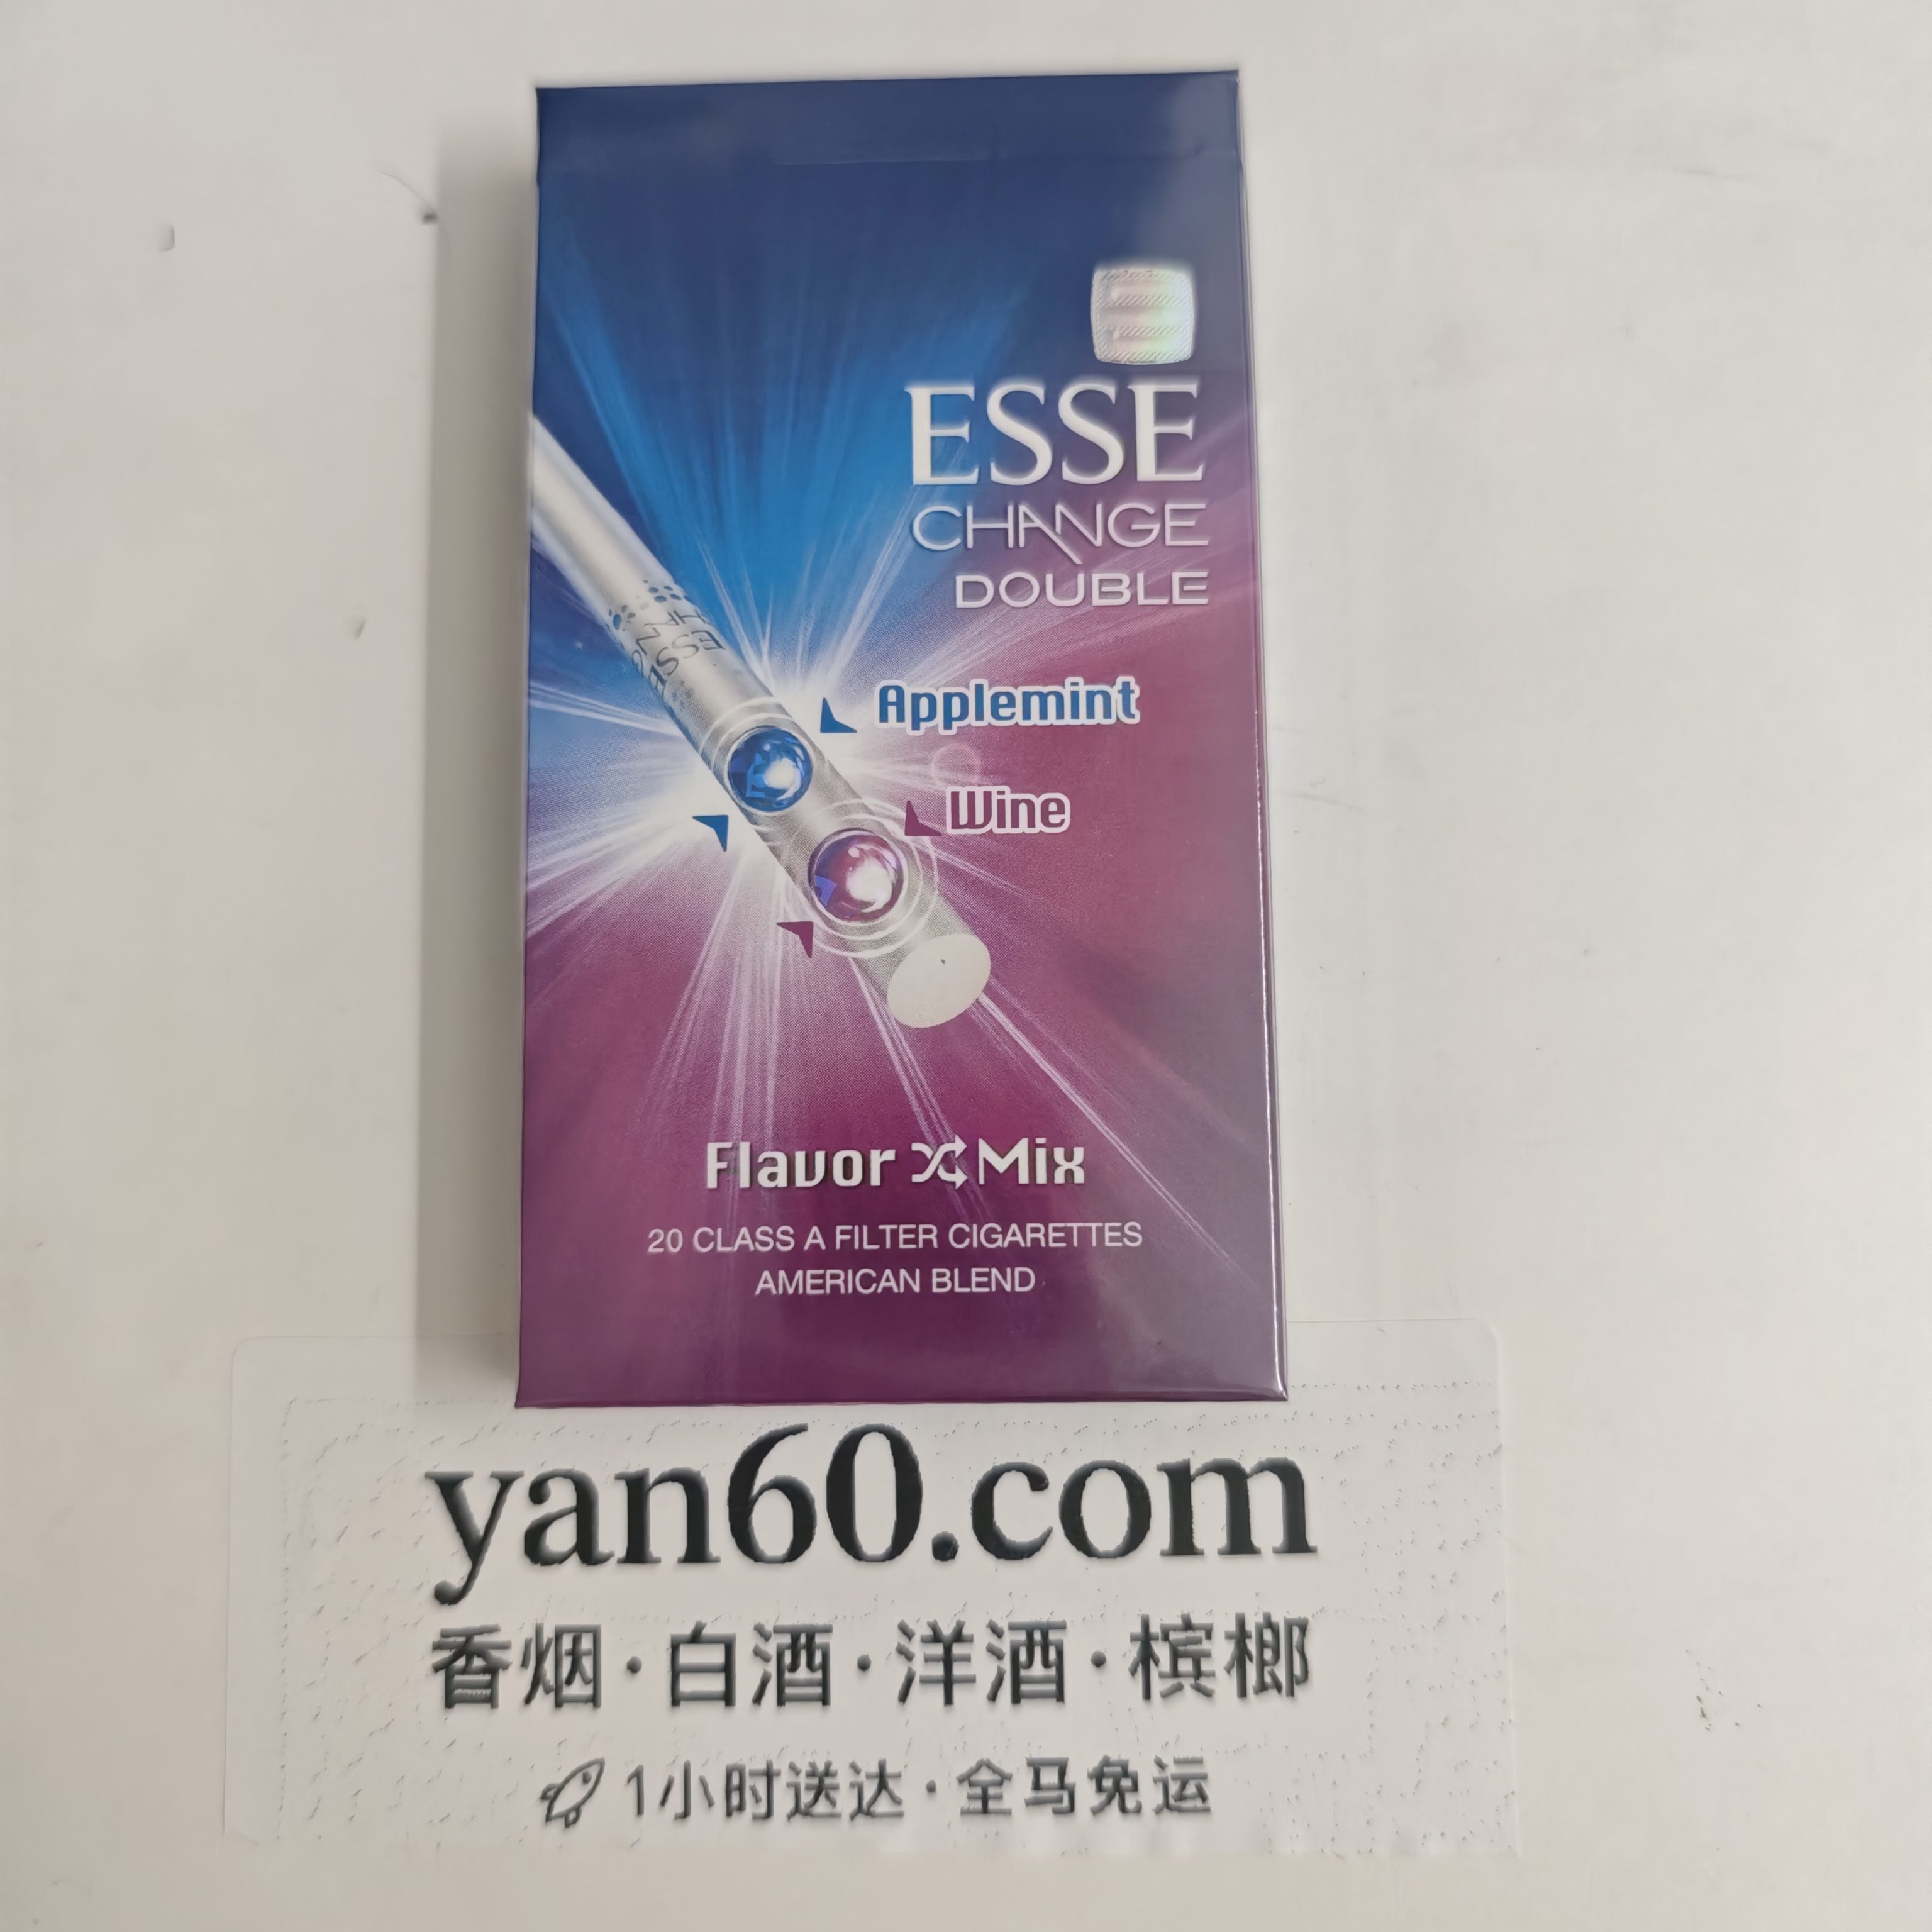 ESSE
CHANGE
DOUBLE
Applemint
Wine
Flavor Mix
20 CLASS A FILTER CIGARETTES
AMERICAN BLEND
yan60.com
香烟·白酒·洋酒·槟榔
1小时送达·全马免运